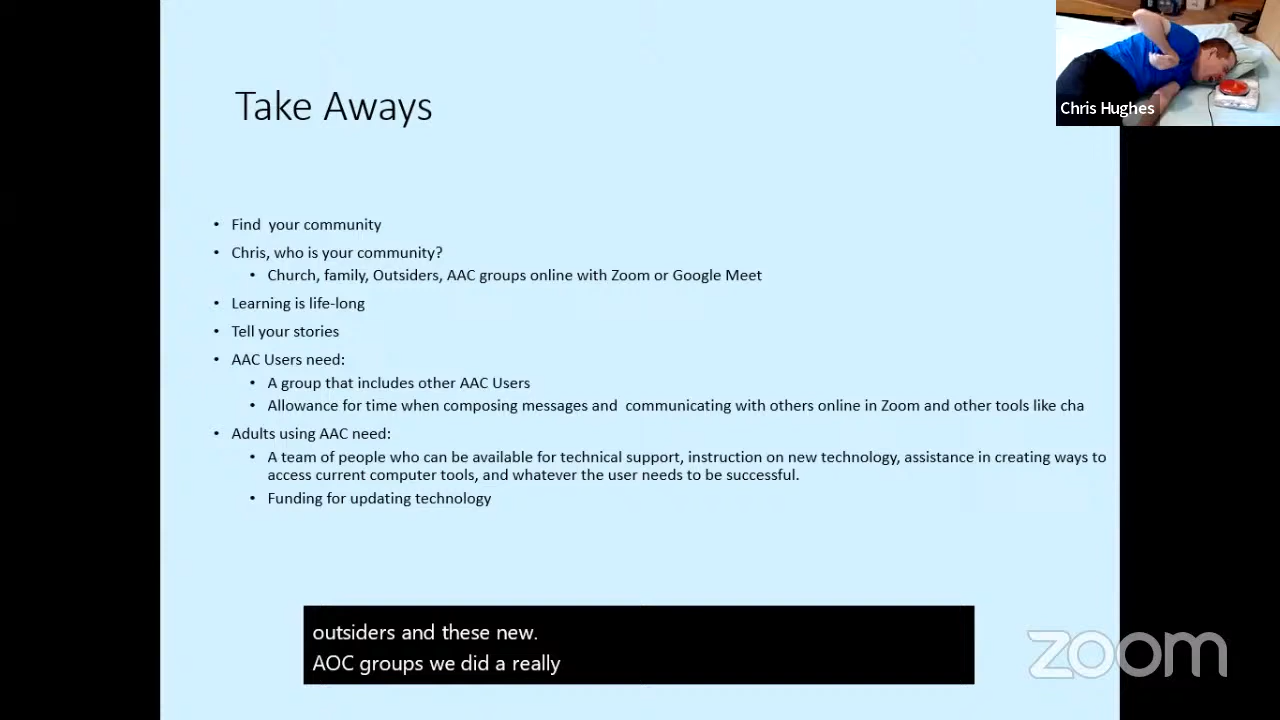 Take Aways
Chris Hughes
• Find  your community
• Chris, who is your community?
• Church, family, Outsiders, AAC groups online with Zoom or Google Meet
• Learning is life-long
• Tell your stories
• AAC Users need:
• A group that includes other AAC Users
• Allowance for time when composing messages and  communicating with others online in Zoom and other tools like cha
• Adults using AAC need:
• A team of people who can be available for technical support, instruction on new technology, assistance in creating ways to
access current computer tools, and whatever the user needs to be successful.
• Funding for updating technology
outsiders and these new.
AOC groups we did a really
zoom